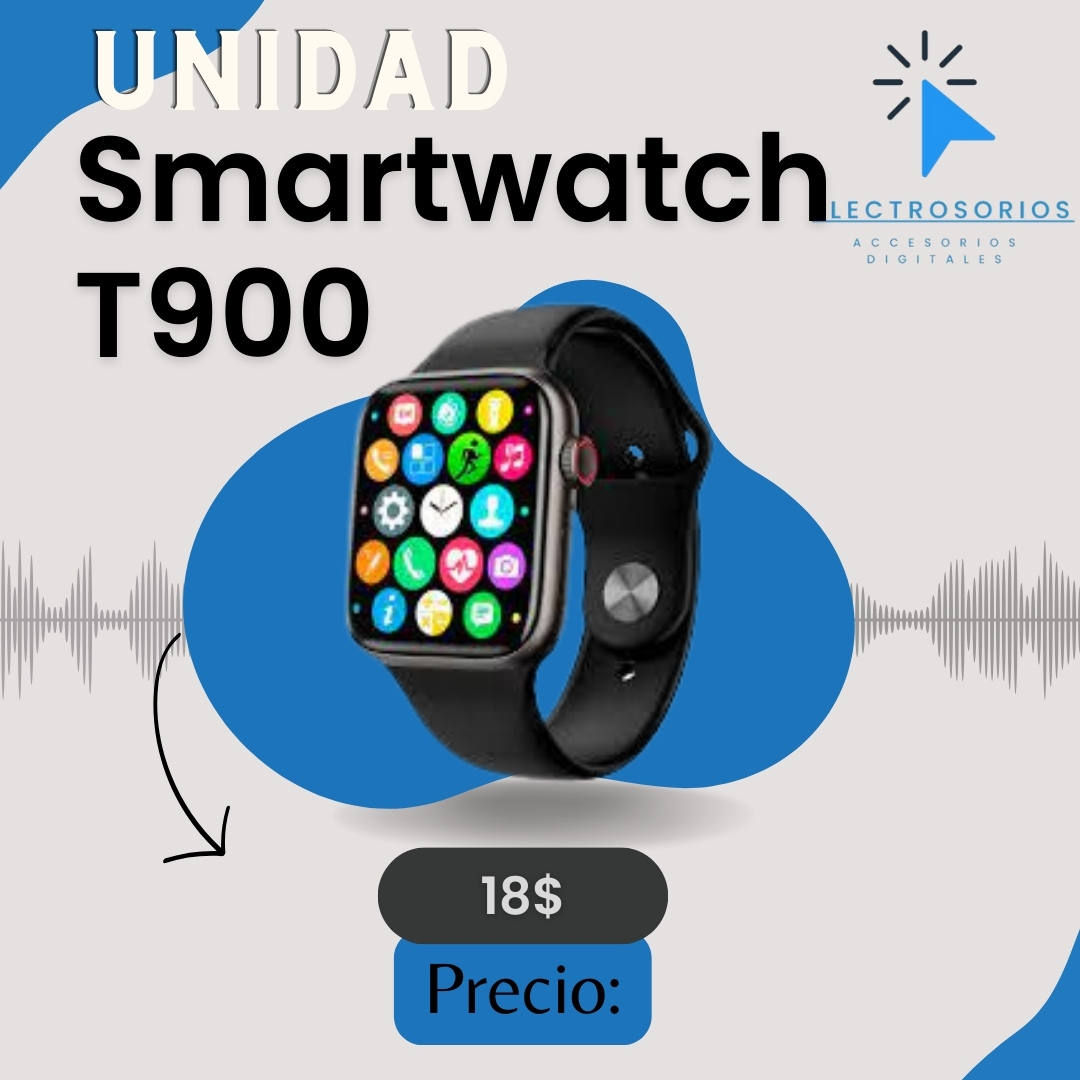 UNIDAD
Smartwatch
T900
LECTROSORIOS
ACCESORIOS
DIGITALES
18$
Precio: